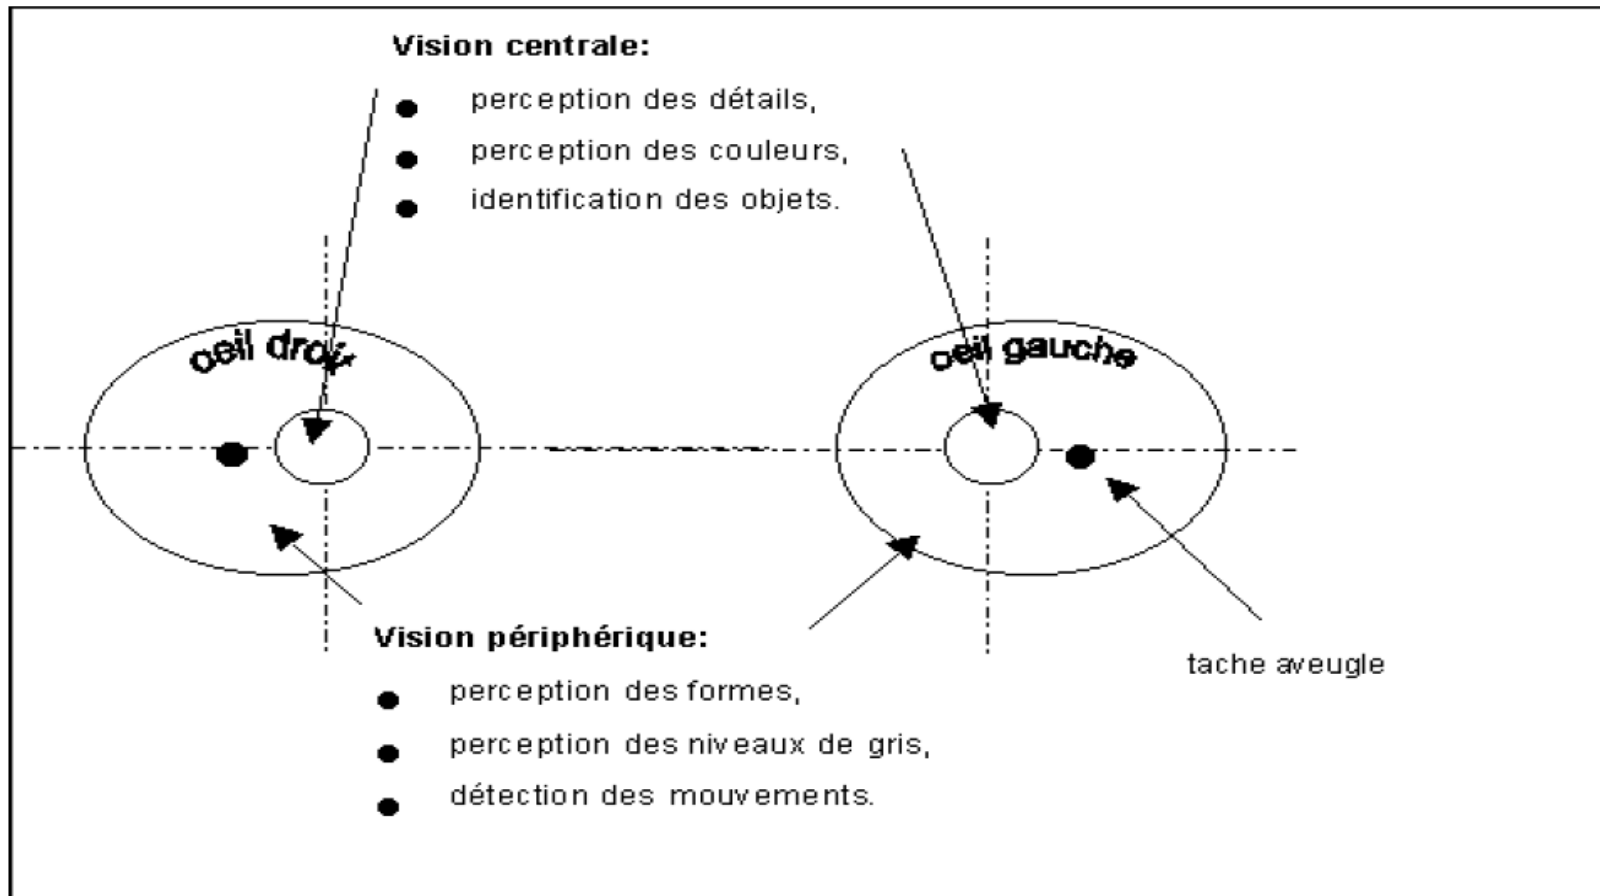 Vision centrale:
● perception des détails,
● perception des couleurs,
● identification des objets.
oeil droit
oeil gauche
Vision périphérique:
● perception des formes,
● perception des niveaux de gris,
● détection des mouvements.
tache aveugle